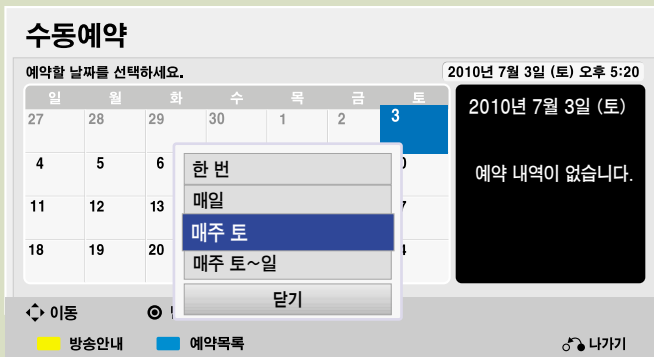 수동예약
예약할 날짜를 선택하세요.
2010년 7월 3일 (토) 오후 5:20
일 월 화 수 목 금 토
27 28 29 30 1 2 3
4 5 6
11 12 13
18 19 20
한 번
매일
매주 토
매주 토~일
닫기
2010년 7월 3일 (토)
예약 내역이 없습니다.
이동
방송안내 예약목록 나가기